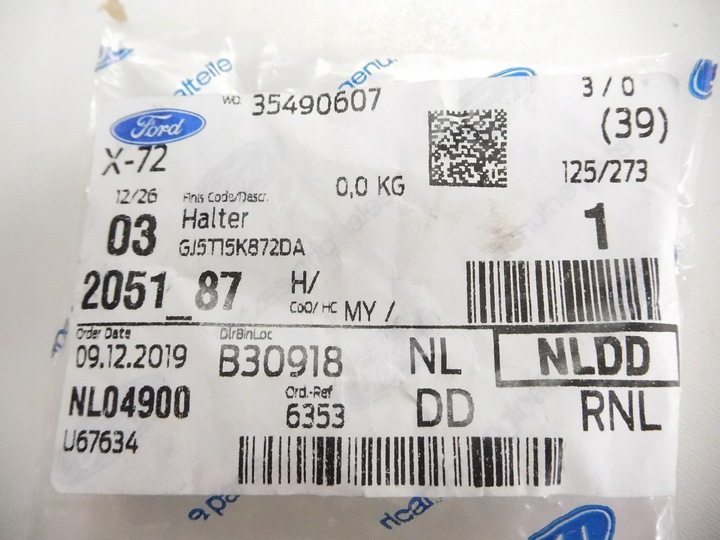 WO. 35490607
3 / 0
Ford
(39)
X-72
125/273
12/26
Finis Code/Descr.
0,0 KG
03
Halter
1
GJ5T15K872DA
2051_87
H/
CoO/ HC MY /
Order Date
DlrBinLoc
09.12.2019
B30918
NL
NLDD
NL04900
Ord.-Ref
6353
DD
RNL
U67634